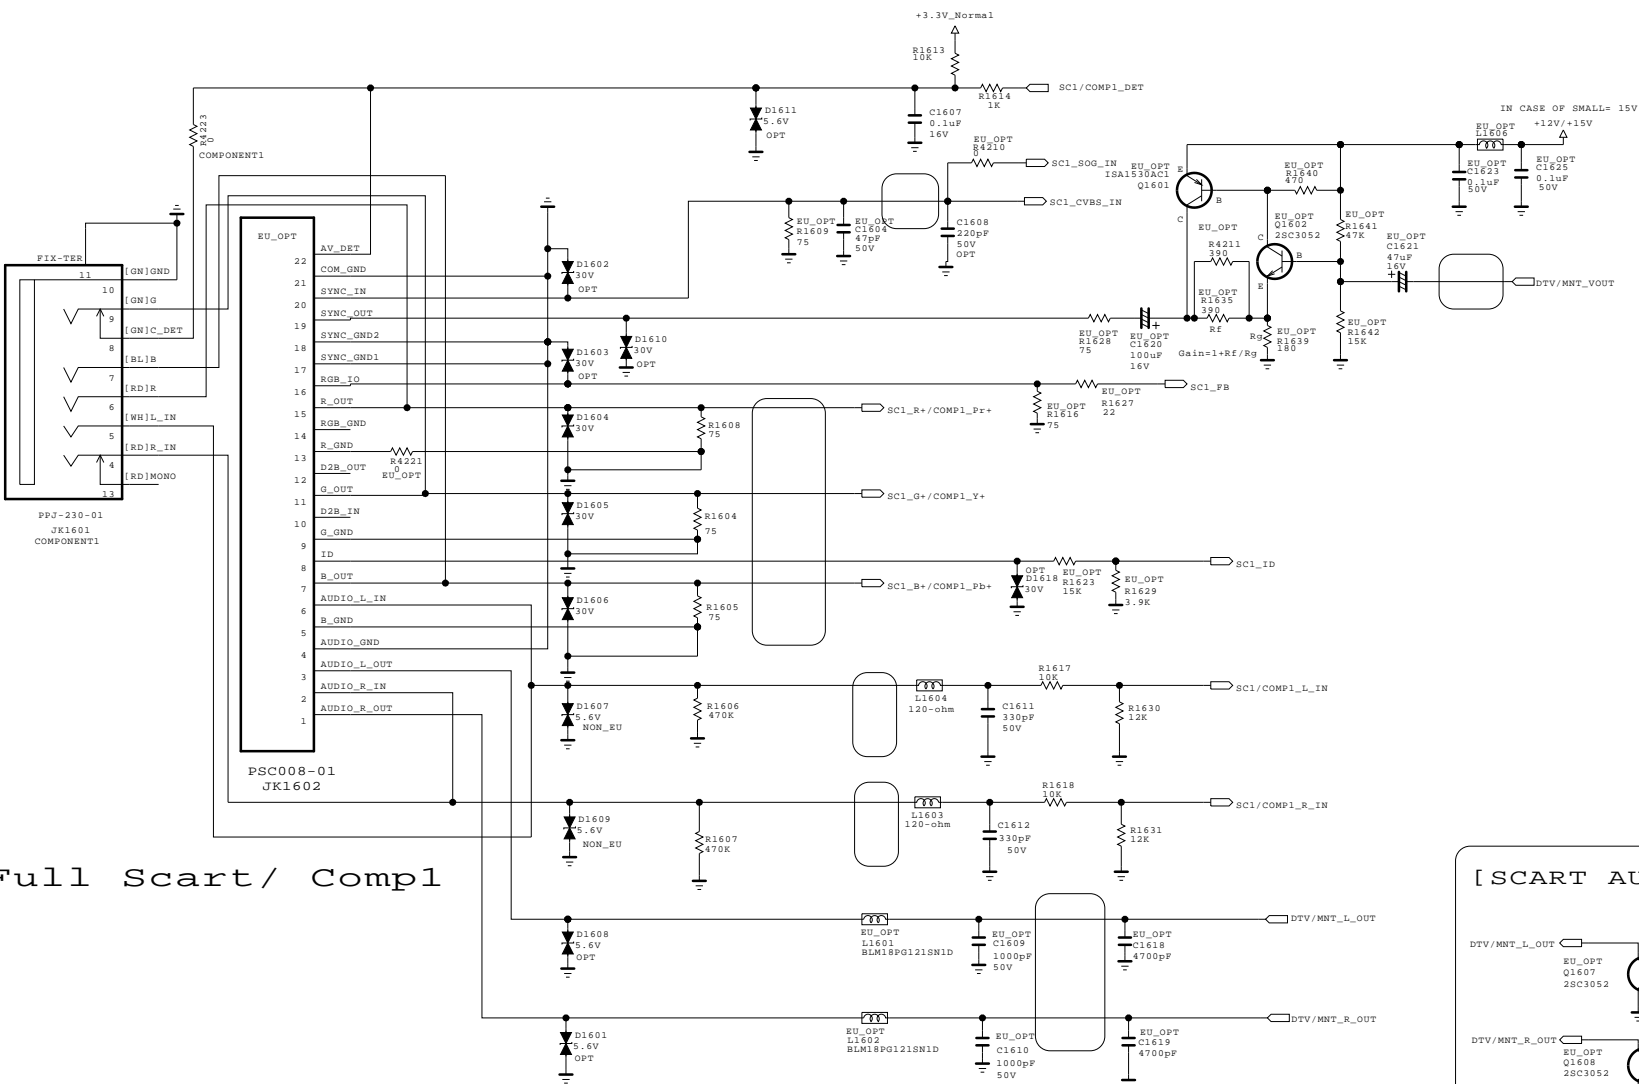 +3.3V_Normal
R1613
10K
R1614
1K
SC1/COMP1_DET
D1611
5.6V
OPT
C1607
0.1uF
16V
R4223
0
COMPONENT1
EU_OPT
R4210
0
SC1_SOG_IN
SC1_CVBS_IN
EU_OPT
R1609
75
EU_OPT
C1604
47pF
50V
C1608
220pF
50V
OPT
IN CASE OF SMALL= 15V
+12V/+15V
EU_OPT
L1606
EU_OPT
C1623
0.1uF
50V
EU_OPT
C1625
0.1uF
50V
EU_OPT
ISA1530AC1
Q1601
E
B
C
EU_OPT
R1640
470
EU_OPT
Q1602
2SC3052
C
B
E
EU_OPT
R1641
47K
EU_OPT
C1621
47uF
16V
+
DTV/MNT_VOUT
EU_OPT
R4211
390
EU_OPT
R1635
390
Rf
Rg
EU_OPT
R1639
180
EU_OPT
R1642
15K
Gain=1+Rf/Rg
EU_OPT
R1628
75
EU_OPT
C1620
100uF
16V
+
SC1_FB
EU_OPT
R1627
22
EU_OPT
R1616
75
FIX-TER
11
[GN]GND
10
[GN]G
9
[GN]C_DET
8
[BL]B
7
[RD]R
6
[WH]L_IN
5
[RD]R_IN
4
[RD]MONO
13
PPJ-230-01
JK1601
COMPONENT1
EU_OPT
AV_DET
22
COM_GND
21
SYNC_IN
20
SYNC_OUT
19
SYNC_GND2
18
SYNC_GND1
17
RGB_IO
16
R_OUT
15
RGB_GND
14
R_GND
13
D2B_OUT
12
G_OUT
11
D2B_IN
10
G_GND
9
ID
8
B_OUT
7
AUDIO_L_IN
6
B_GND
5
AUDIO_GND
4
AUDIO_L_OUT
3
AUDIO_R_IN
2
AUDIO_R_OUT
1
PSC008-01
JK1602
R4221
0
EU_OPT
D1602
30V
OPT
D1603
30V
OPT
D1610
30V
OPT
D1604
30V
R1608
75
SC1_R+/COMP1_Pr+
D1605
30V
R1604
75
SC1_G+/COMP1_Y+
OPT
D1618
30V
EU_OPT
R1623
15K
EU_OPT
R1629
3.9K
SC1_ID
D1606
30V
R1605
75
SC1_B+/COMP1_Pb+
D1607
5.6V
NON_EU
R1606
470K
L1604
120-ohm
C1611
330pF
50V
R1617
10K
R1630
12K
SC1/COMP1_L_IN
D1609
5.6V
NON_EU
R1607
470K
L1603
120-ohm
C1612
330pF
50V
R1618
10K
R1631
12K
SC1/COMP1_R_IN
Full Scart/ Comp1
D1608
5.6V
OPT
EU_OPT
L1601
BLM18PG121SN1D
EU_OPT
C1609
1000pF
50V
EU_OPT
C1618
4700pF
DTV/MNT_L_OUT
D1601
5.6V
OPT
EU_OPT
L1602
BLM18PG121SN1D
EU_OPT
C1610
1000pF
50V
EU_OPT
C1619
4700pF
DTV/MNT_R_OUT
[SCART AU
DTV/MNT_L_OUT
EU_OPT
Q1607
2SC3052
DTV/MNT_R_OUT
EU_OPT
Q1608
2SC3052